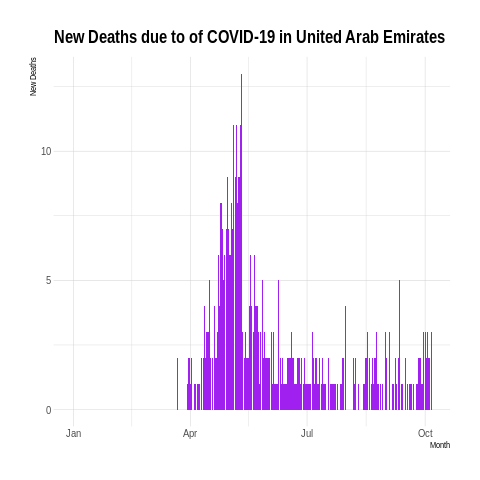 New Deaths due to of COVID-19 in United Arab Emirates
New Deaths
10
5
0
Jan Apr Jul Oct
Month